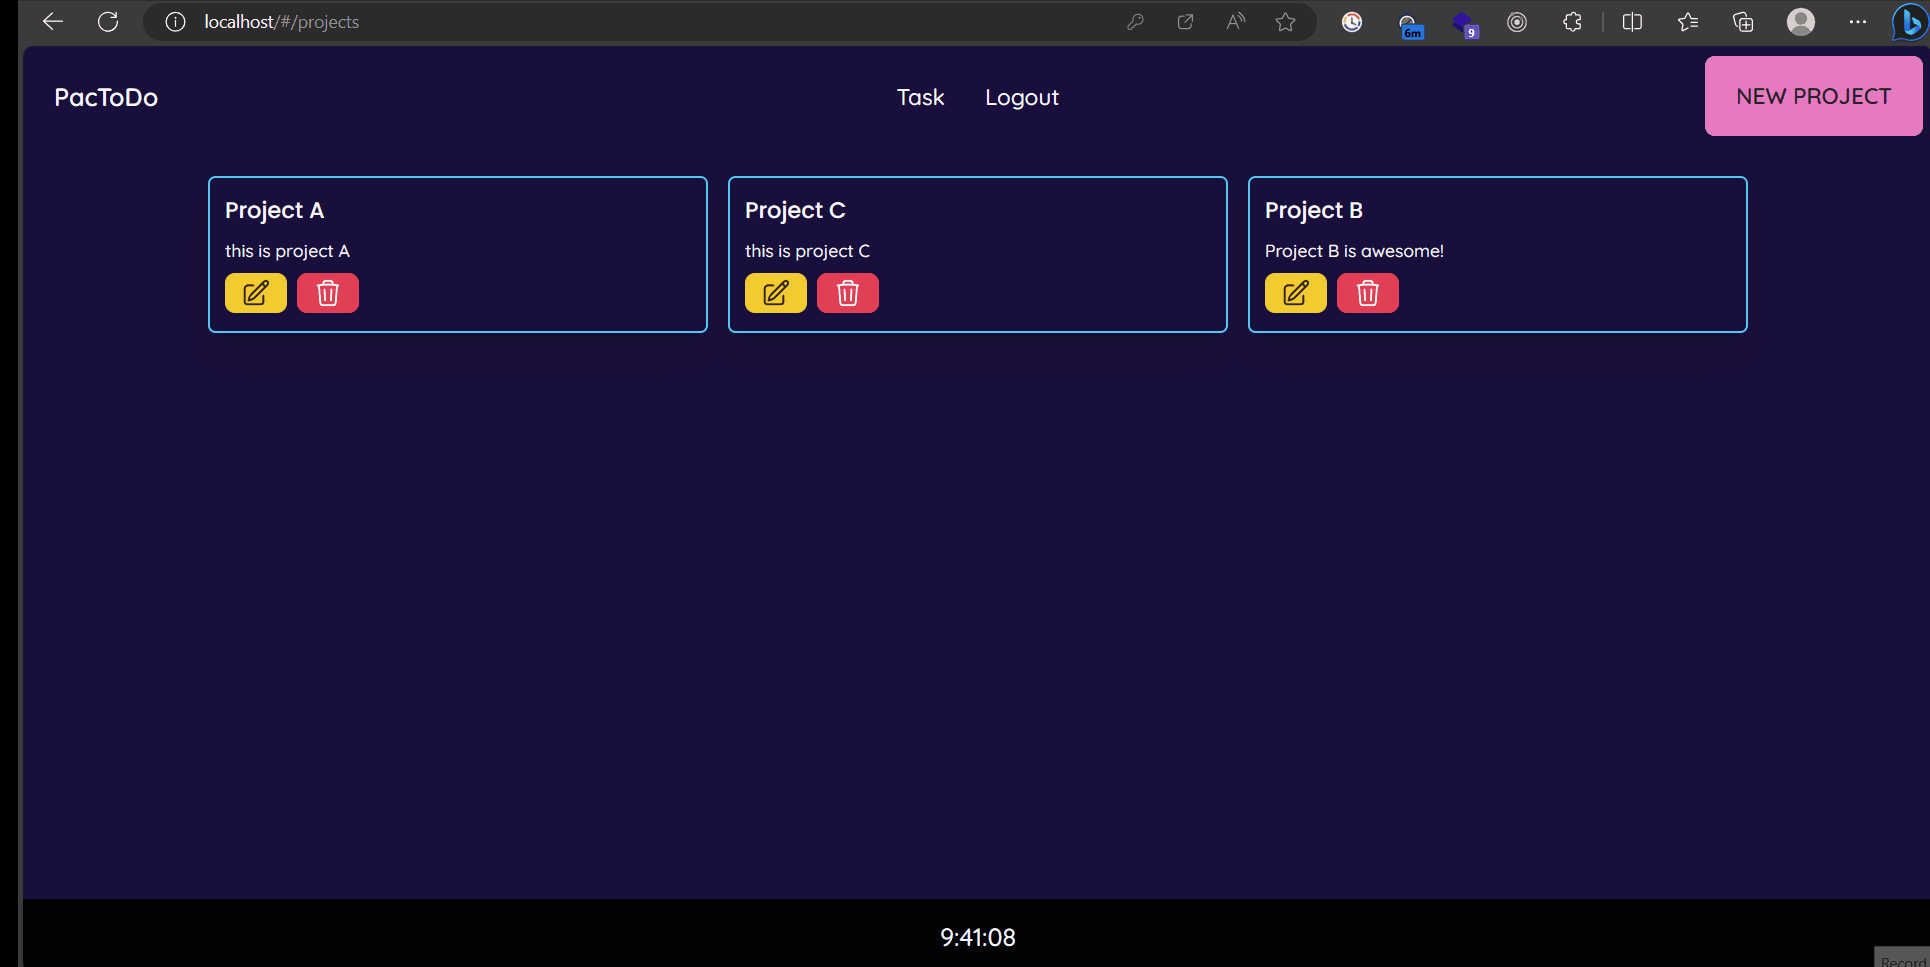 localhost/#/projects
6m
9
PacToDo
Task
Logout
NEW PROJECT
Project A
this is project A
Project C
this is project C
Project B
Project B is awesome!
9:41:08
Record